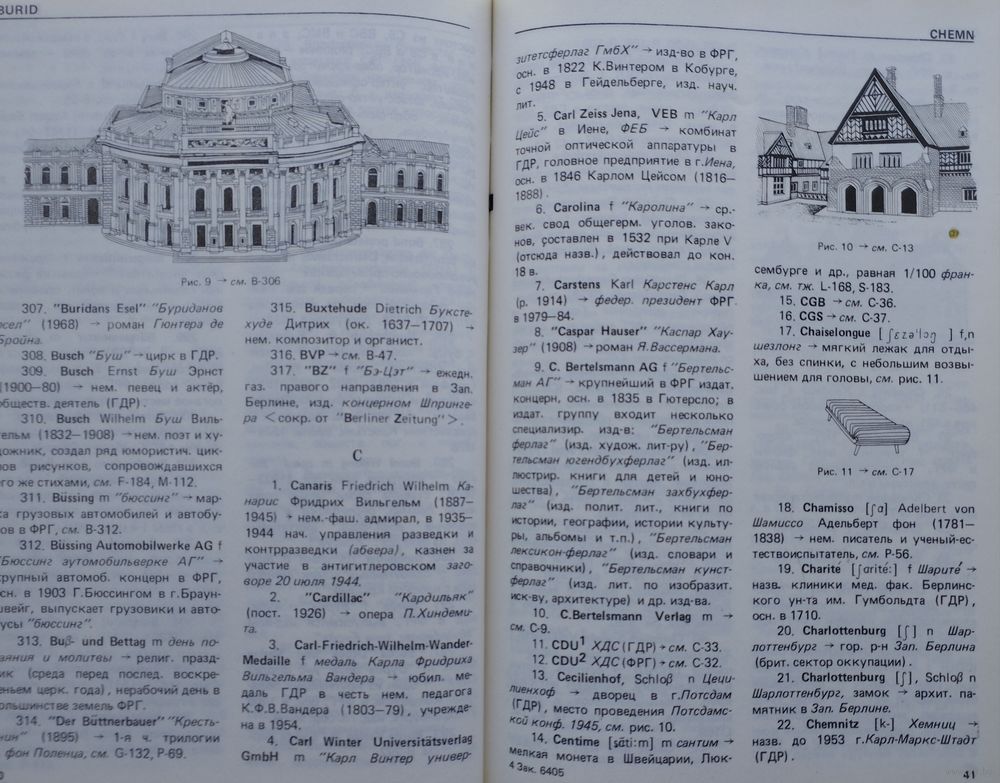 BURID
Рис. 9 → см. B-306
307. "Buridans Esel" "Буриданов
осел" (1968) → роман Гюнтера де
Бройна.
308. Busch "Буш" → цирк в ГДР.
309. Busch Ernst Буш Эрнст
(1900–80) → нем. певец и актёр,
обществ. деятель (ГДР).
310. Busch Wilhelm Буш Виль-
гельм (1832–1908) → нем. поэт и ху-
дожник, создал ряд юмористич. цик-
лов рисунков, сопровождавшихся
его же стихами, см. F-184, M-112.
311. Büssing m "бюссинг" → мар-
ка грузовых автомобилей и автобу-
сов в ФРГ, см. B-312.
312. Büssing Automobilwerke AG f
"Бюссинг аутомобильверке АГ" →
крупный автомоб. концерн в ФРГ,
осн. в 1903 Г.Бюссингом в г.Браун-
швейг, выпускает грузовики и авто-
бусы "бюссинг".
313. Buß- und Bettag m день по-
каяния и молитвы → религ. празд-
ник (среда перед послед. воскре-
сеньем церк. года), нерабочий день в
большинстве земель ФРГ.
314. "Der Büttnerbauer" "Кресть-
янин" (1895) → 1-я ч. трилогии
фон Поленца, см. G-132, P-69.
315. Buxtehude Dietrich Буксте-
худе Дитрих (ок. 1637–1707) →
нем. композитор и органист.
316. BVP → см. B-47.
317. "BZ" f "Бэ-Цэт" → ежедн.
газ. правого направления в Зап.
Берлине, изд. концерном Шпринге-
ра < сокр. от "Berliner Zeitung" >.
C
1. Canaris Friedrich Wilhelm Ка-
нарис Фридрих Вильгельм (1887–
1945) → нем.-фаш. адмирал, в 1935–
1944 нач. управления разведки и
контрразведки (абвера), казнен за
участие в антигитлеровском заго-
воре 20 июля 1944.
2. "Cardillac" "Кардильяк"
(пост. 1926) → опера П.Хиндеми-
та.
3. Carl-Friedrich-Wilhelm-Wander-
Medaille f медаль Карла Фридриха
Вильгельма Вандера → юбил. ме-
даль ГДР в честь нем. педагога
К.Ф.В.Вандера (1803–79), учрежде-
на в 1954.
4. Carl Winter Universitätsverlag
GmbH m "Карл Винтер универ-
CHEMN
зитетсферлаг ГмбХ" → изд-во в ФРГ,
осн. в 1822 К.Винтером в Кобурге,
с 1948 в Гейдельберге, изд. науч.
лит.
5. Carl Zeiss Jena, VEB m "Карл
Цейс" в Иене, ФЕБ → комбинат
точной оптической аппаратуры в
ГДР, головное предприятие в г.Иена,
осн. в 1846 Карлом Цейсом (1816–
1888).
6. Carolina f "Каролина" → ср.-
век. свод общегерм. уголов. зако-
нов, составлен в 1532 при Карле V
(отсюда назв.), действовал до кон.
18 в.
7. Carstens Karl Карстенс Карл
(р. 1914) → федер. президент ФРГ
в 1979–84.
8. "Caspar Hauser" "Каспар Хау-
зер" (1908) → роман Я.Вассермана.
9. C. Bertelsmann AG f "Бертельс-
ман АГ" → крупнейший в ФРГ издат.
концерн, осн. в 1835 в Гютерсло; в
издат. группу входит несколько
специализир. изд-в: "Бертельсман
ферлаг" (изд. худож. лит-ру), "Бер-
тельсман югендбухферлаг" (изд. ил-
люстрир. книги для детей и юно-
шества), "Бертельсман захбухфер-
лаг" (изд. полит. лит., книги по
истории, географии, истории культу-
ры, альбомы и т.п.), "Бертельсман
лексикон-ферлаг" (изд. словари и
справочники), "Бертельсман кунст-
ферлаг" (изд. лит. по изобразит.
иск-ву, архитектуре) и др. изд-ва.
10. C.Bertelsmann Verlag m →
см. C-9.
11. CDU¹ ХДС (ГДР) → см. C-33.
12. CDU² ХДС (ФРГ) → см. C-32.
13. Cecilienhof, Schloß n Цеци-
лиенхоф → дворец в г.Потсдам
(ГДР), место проведения Потсдамс-
кой конф. 1945, см. рис. 10.
14. Centime [sãti:m] m сантим →
мелкая монета в Швейцарии, Люк-
4 Зак. 6405
Рис. 10 → см. C-13
сембурге и др., равная 1/100 фран-
ка, см. тж. L-168, S-183.
15. CGB → см. C-36.
16. CGS → см. C-37.
17. Chaiselongue [ʃɛzə'lɔŋ] f,n
шезлонг → мягкий лежак для отды-
ха, без спинки, с небольшим возвы-
шением для головы, см. рис. 11.
Рис. 11 → см. C-17
18. Chamisso [ʃa] Adelbert von
Шамиссо Адельберт фон (1781–
1838) → нем. писатель и ученый-ес-
тествоиспытатель, см. P-56.
19. Charité [ʃarité:] f Шарите́ →
назв. клиники мед. фак. Берлинс-
кого ун-та им. Гумбольдта (ГДР),
осн. в 1710.
20. Charlottenburg [ʃ] n Шар-
лоттенбург → гор. р-н Зап. Берлина
(брит. сектор оккупации).
21. Charlottenburg [ʃ], Schloß n
Шарлоттенбург, замок → архит. па-
мятник в Зап. Берлине.
22. Chemnitz [k-] Хемниц →
назв. до 1953 г.Карл-Маркс-Штадт
(ГДР).
41